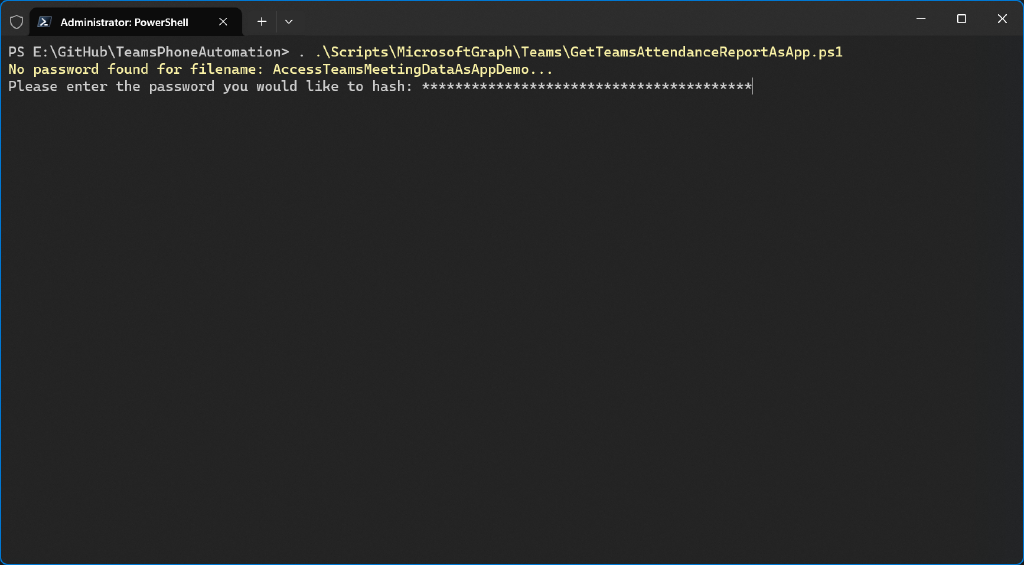 Administrator: PowerShell
PS E:\GitHub\TeamsPhoneAutomation> . .\Scripts\MicrosoftGraph\Teams\GetTeamsAttendanceReportAsApp.ps1
No password found for filename: AccessTeamsMeetingDataAsAppDemo...
Please enter the password you would like to hash: ****************************************